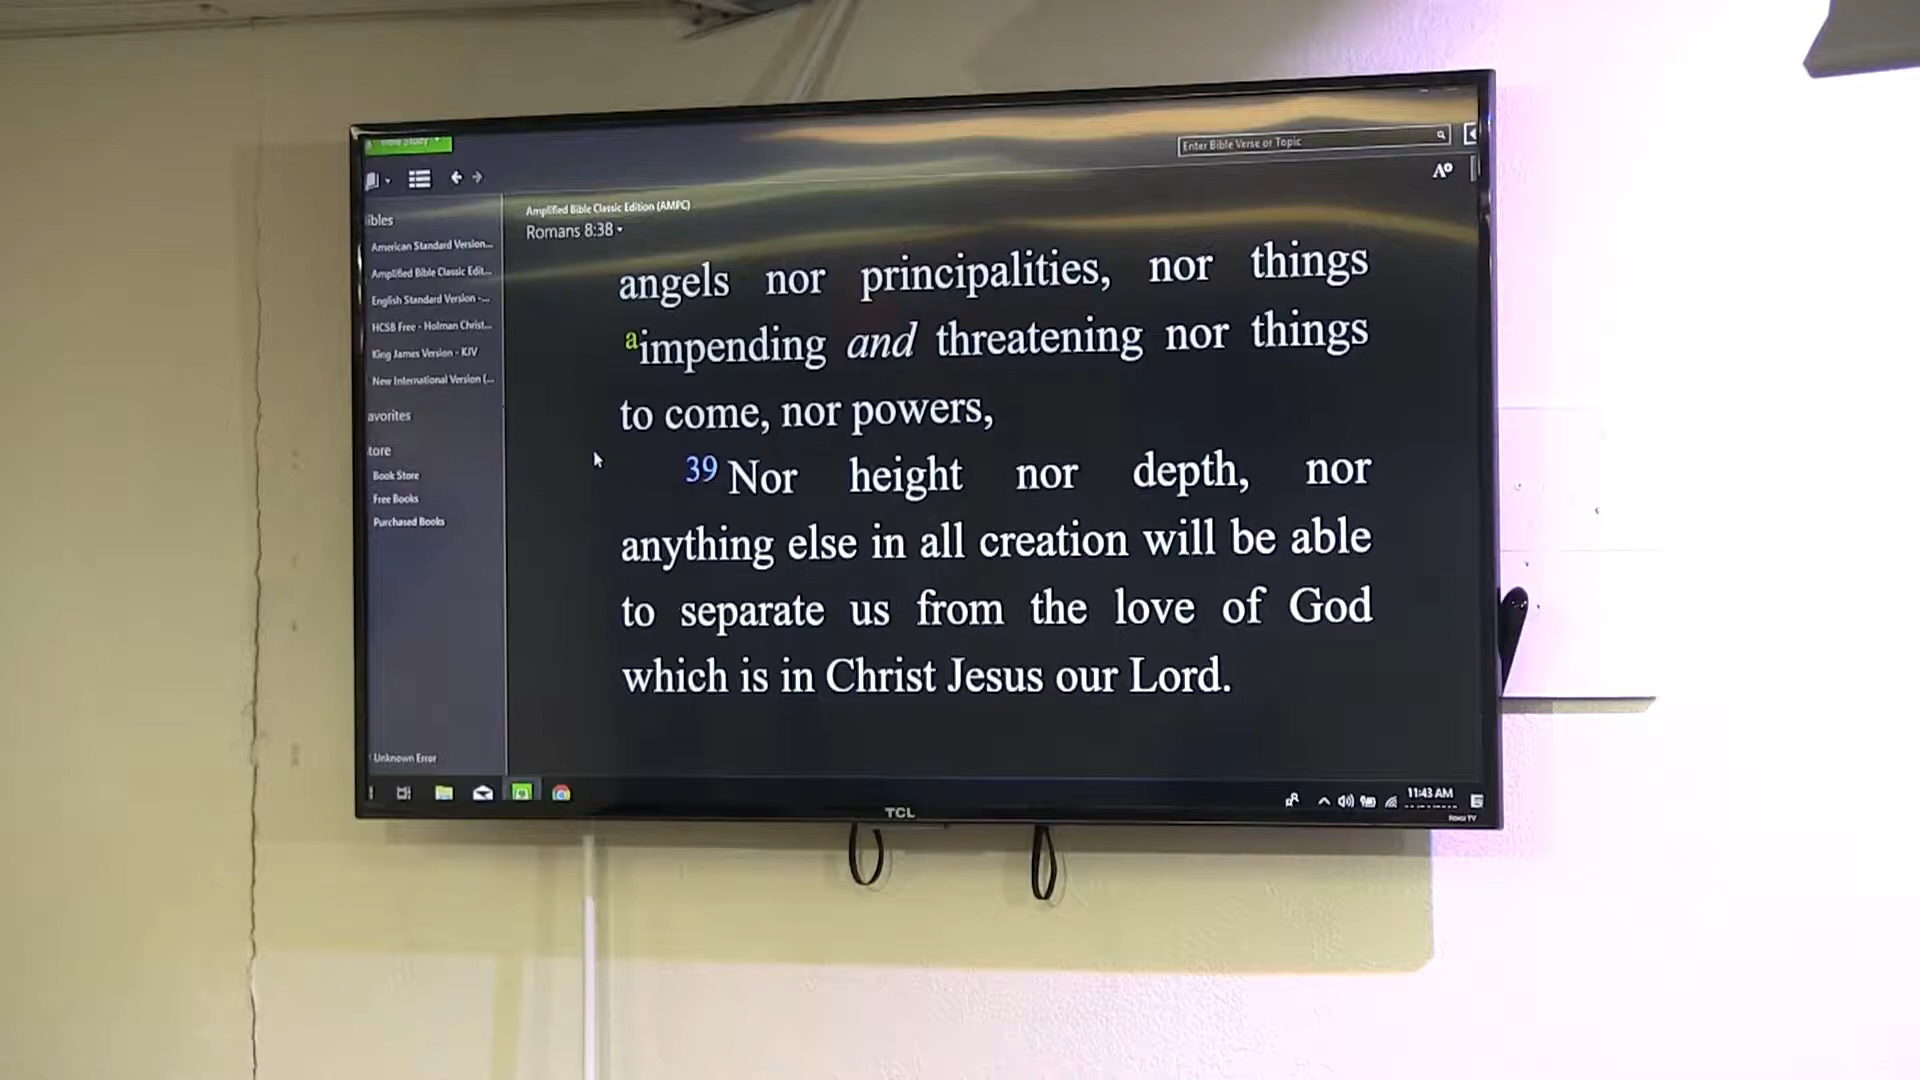 Bible Study
Enter Bible Verse or Topic
A
ibles
American Standard Version...
Amplified Bible Classic Edit...
English Standard Version -...
HCSB Free - Holman Christ...
King James Version - KJV
New International Version (...
avorites
tore
Book Store
Free Books
Purchased Books
Unknown Error
Amplified Bible Classic Edition (AMPC)
Romans 8:38
angels nor principalities, nor things
aimpending and threatening nor things
to come, nor powers,
39 Nor height nor depth, nor
anything else in all creation will be able
to separate us from the love of God
which is in Christ Jesus our Lord.
11:43 AM
TCL
Roku TV